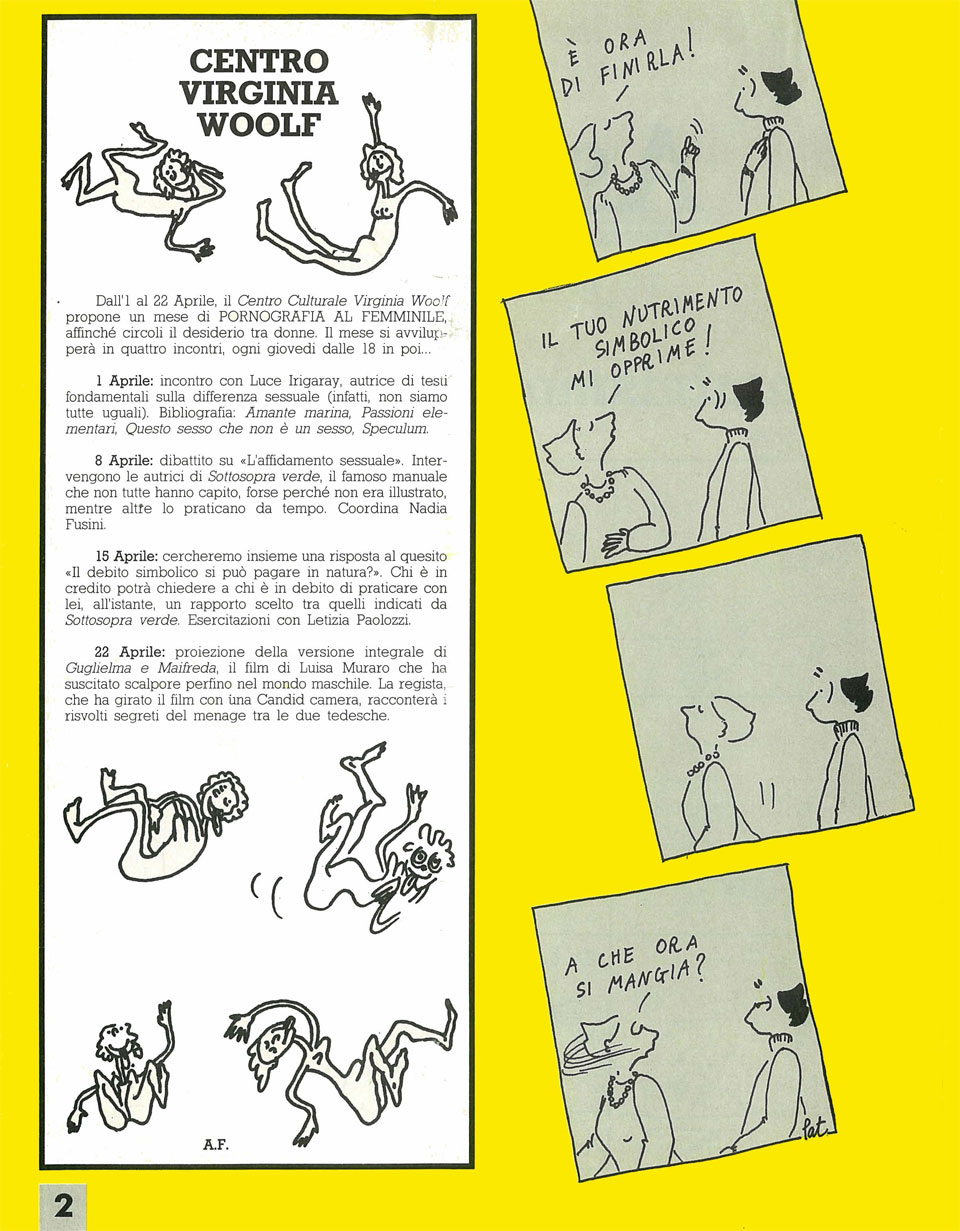 CENTRO
VIRGINIA
WOOLF
Dall'1 al 22 Aprile, il Centro Culturale Virginia Woolf
propone un mese di PORNOGRAFIA AL FEMMINILE,
affinché circoli il desiderio tra donne. Il mese si avvilup-
perà in quattro incontri, ogni giovedì dalle 18 in poi...
1 Aprile: incontro con Luce Irigaray, autrice di testi
fondamentali sulla differenza sessuale (infatti, non siamo
tutte uguali). Bibliografia: Amante marina, Passioni ele-
mentari, Questo sesso che non è un sesso, Speculum.
8 Aprile: dibattito su «L'affidamento sessuale». Inter-
vengono le autrici di Sottosopra verde, il famoso manuale
che non tutte hanno capito, forse perché non era illustrato,
mentre altre lo praticano da tempo. Coordina Nadia
Fusini.
15 Aprile: cercheremo insieme una risposta al quesito
«Il debito simbolico si può pagare in natura?». Chi è in
credito potrà chiedere a chi è in debito di praticare con
lei, all'istante, un rapporto scelto tra quelli indicati da
Sottosopra verde. Esercitazioni con Letizia Paolozzi.
22 Aprile: proiezione della versione integrale di
Guglielma e Maifreda, il film di Luisa Muraro che ha
suscitato scalpore perfino nel mondo maschile. La regista,
che ha girato il film con una Candid camera, racconterà i
risvolti segreti del menage tra le due tedesche.
A.F.
2
È ORA
DI FINIRLA!
IL TUO NUTRIMENTO
SIMBOLICO
MI OPPRIME!
A CHE ORA
SI MANGIA?
Pat